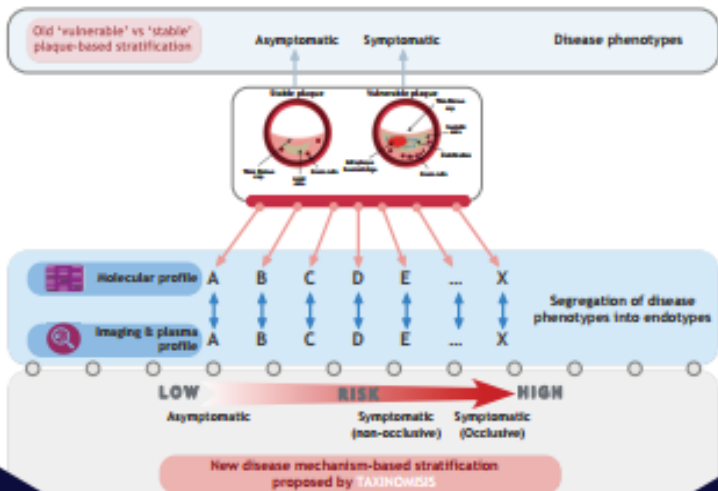 Old 'vulnerable' vs 'stable'
plaque-based stratification
Asymptomatic
Symptomatic
Disease phenotypes
Stable plaque
Vulnerable plaque
Molecular profile
A B C D E ... X
Imaging & plasma
profile
A B C D E ... X
Segregation of disease
phenotypes into endotypes
LOW RISK HIGH
Asymptomatic
Symptomatic
(non-occlusive)
Symptomatic
(Occlusive)
New disease mechanism-based stratification
proposed by TAXINOMISIS